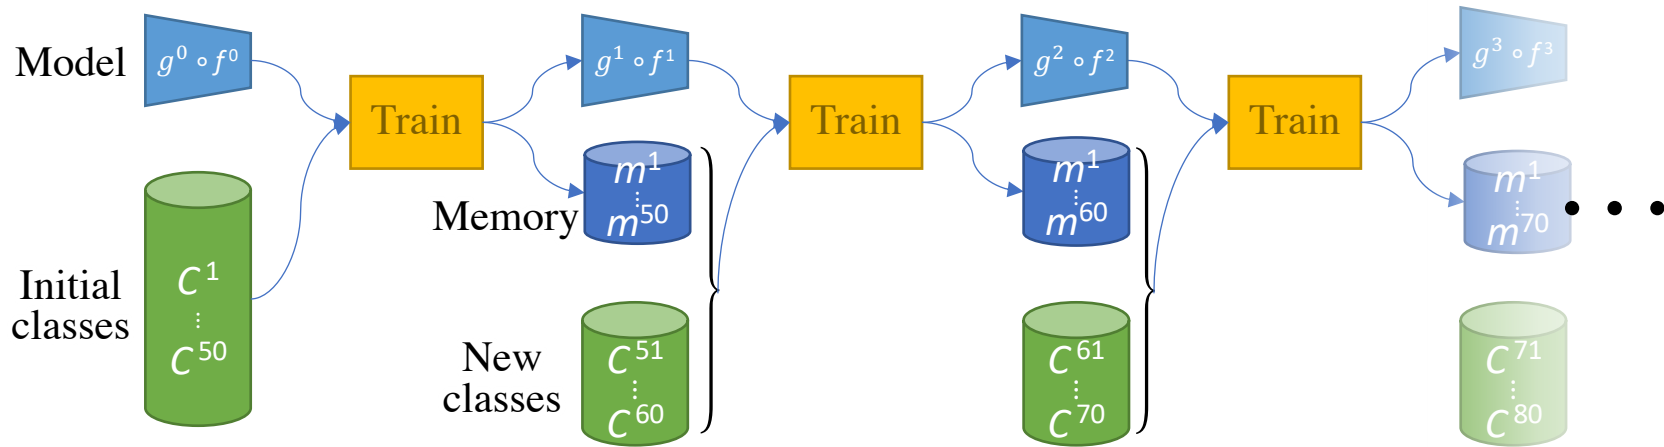 Model
g⁰ ∘ f⁰
Train
g¹ ∘ f¹
Train
g² ∘ f²
Train
g³ ∘ f³
Memory
m¹
⋮
m⁵⁰
m¹
⋮
m⁶⁰
m¹
⋮
m⁷⁰
• • •
Initial
classes
C¹
⋮
C⁵⁰
New
classes
C⁵¹
⋮
C⁶⁰
C⁶¹
⋮
C⁷⁰
C⁷¹
⋮
C⁸⁰